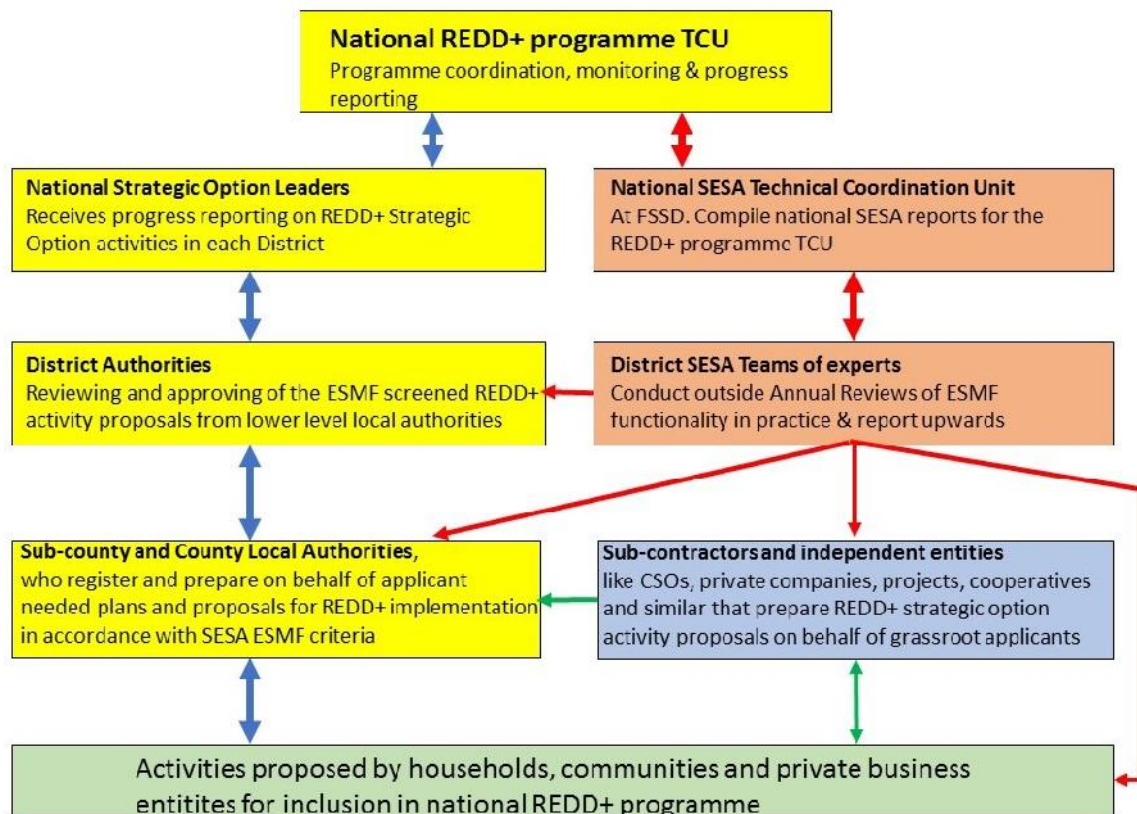 National REDD+ programme TCU
Programme coordination, monitoring & progress
reporting
National Strategic Option Leaders
Receives progress reporting on REDD+ Strategic
Option activities in each District
National SESA Technical Coordination Unit
At FSSD. Compile national SESA reports for the
REDD+ programme TCU
District Authorities
Reviewing and approving of the ESMF screened REDD+
activity proposals from lower level local authorities
District SESA Teams of experts
Conduct outside Annual Reviews of ESMF
functionality in practice & report upwards
Sub-county and County Local Authorities,
who register and prepare on behalf of applicant
needed plans and proposals for REDD+ implementation
in accordance with SESA ESMF criteria
Sub-contractors and independent entities
like CSOs, private companies, projects, cooperatives
and similar that prepare REDD+ strategic option
activity proposals on behalf of grassroot applicants
Activities proposed by households, communities and private business
entites for inclusion in national REDD+ programme